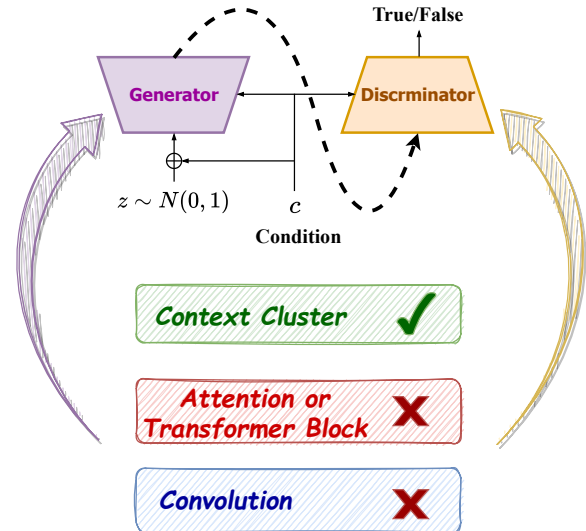 True/False
Generator
Discrminator
z ∼ N(0, 1)
c
Condition
Context Cluster
Attention or
Transformer Block
Convolution